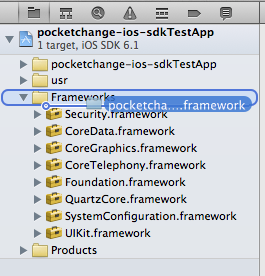 pocketchange-ios-sdkTestApp
1 target, iOS SDK 6.1
pocketchange-ios-sdkTestApp
usr
Frameworks
pocketcha....framework
Security.framework
CoreData.framework
CoreGraphics.framework
CoreTelephony.framework
Foundation.framework
QuartzCore.framework
SystemConfiguration.framework
UIKit.framework
Products